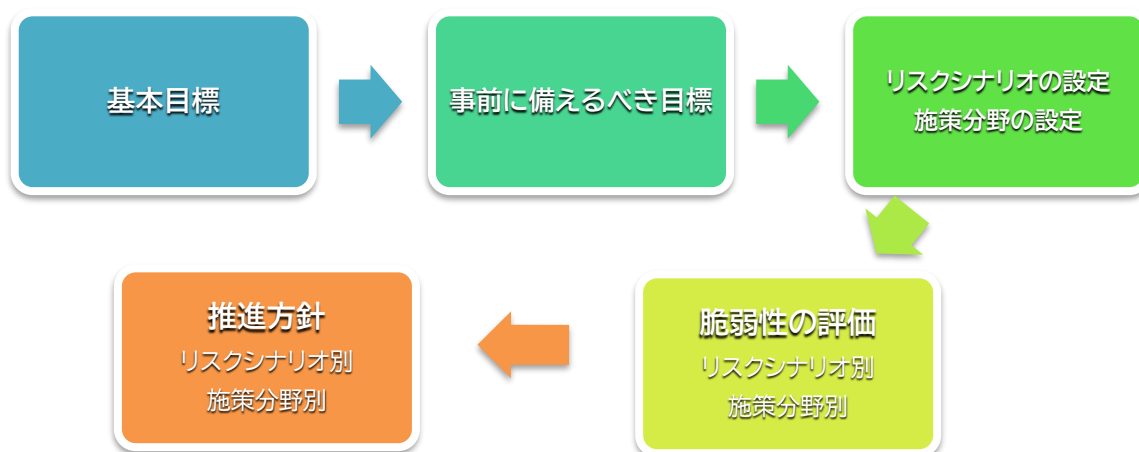 基本目標
事前に備えるべき目標
リスクシナリオの設定
施策分野の設定
脆弱性の評価
リスクシナリオ別
施策分野別
推進方針
リスクシナリオ別
施策分野別